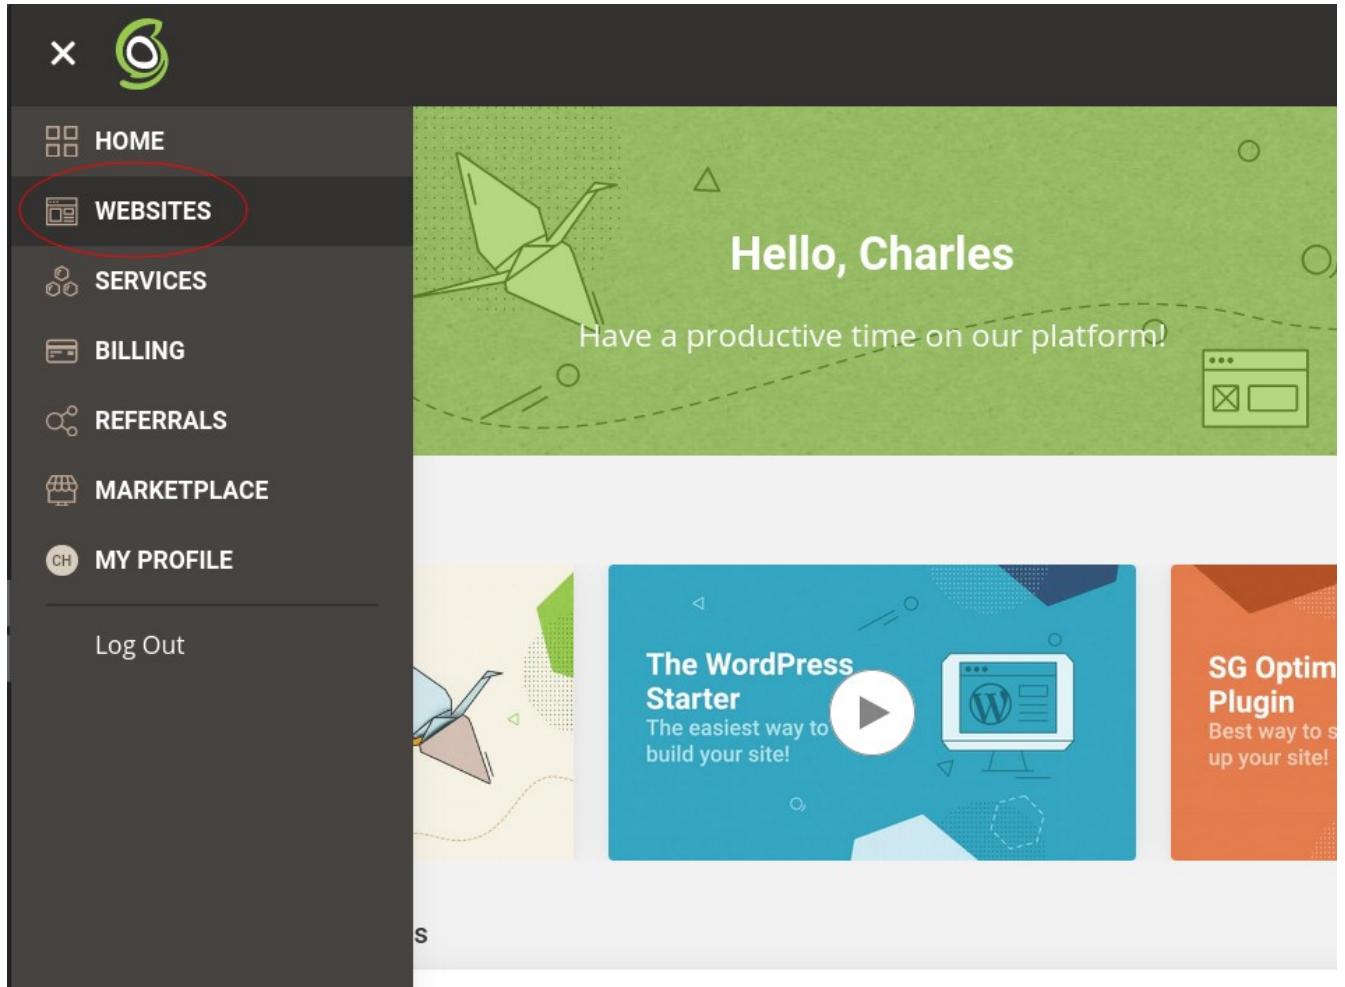 HOME
WEBSITES
SERVICES
BILLING
REFERRALS
MARKETPLACE
CH MY PROFILE
Log Out
Hello, Charles
Have a productive time on our platform!
The WordPress
Starter
The easiest way to
build your site!
SG Optim
Plugin
Best way to s
up your site!
s